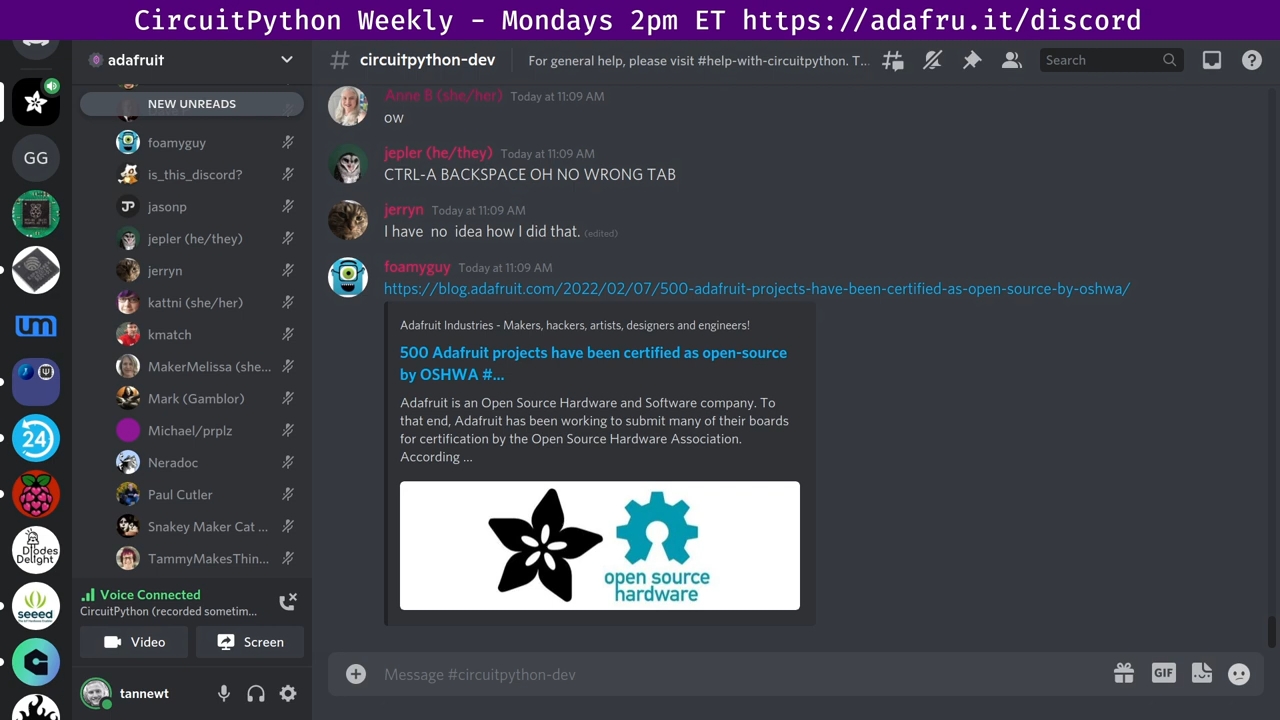 CircuitPython Weekly - Mondays 2pm ET https://adafru.it/discord
adafruit
# circuitpython-dev
For general help, please visit #help-with-circuitpython. T...
Search
NEW UNREADS
foamyguy
is_this_discord?
jasonp
jepler (he/they)
jerryn
kattni (she/her)
kmatch
MakerMelissa (she...
Mark (Gamblor)
Michael/prplz
Neradoc
Paul Cutler
Snakey Maker Cat ...
TammyMakesThin...
GG
JP
24
Diodes
Delight
seeed
Voice Connected
CircuitPython (recorded sometim...
Video
Screen
tannewt
Anne B (she/her) Today at 11:09 AM
ow
jepler (he/they) Today at 11:09 AM
CTRL-A BACKSPACE OH NO WRONG TAB
jerryn Today at 11:09 AM
I have no idea how I did that. (edited)
foamyguy Today at 11:09 AM
https://blog.adafruit.com/2022/02/07/500-adafruit-projects-have-been-certified-as-open-source-by-oshwa/
Adafruit Industries - Makers, hackers, artists, designers and engineers!
500 Adafruit projects have been certified as open-source
by OSHWA #...
Adafruit is an Open Source Hardware and Software company. To
that end, Adafruit has been working to submit many of their boards
for certification by the Open Source Hardware Association.
According ...
open source
hardware
Message #circuitpython-dev
GIF